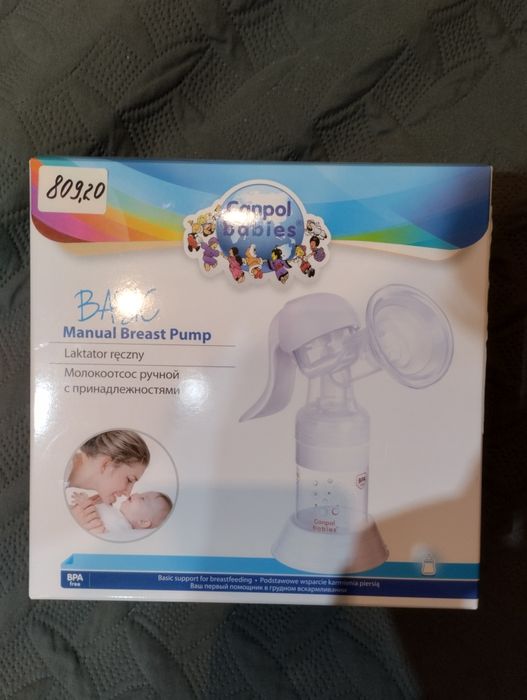 809,20
Canpol
babies
BASIC
Manual Breast Pump
Laktator ręczny
Молокоотсос ручной
с принадлежностями
BPA
Canpol
babies
BPA
free
Basic support for breastfeeding • Podstawowe wsparcie karmienia piersią
Ваш первый помощник в грудном вскармливании